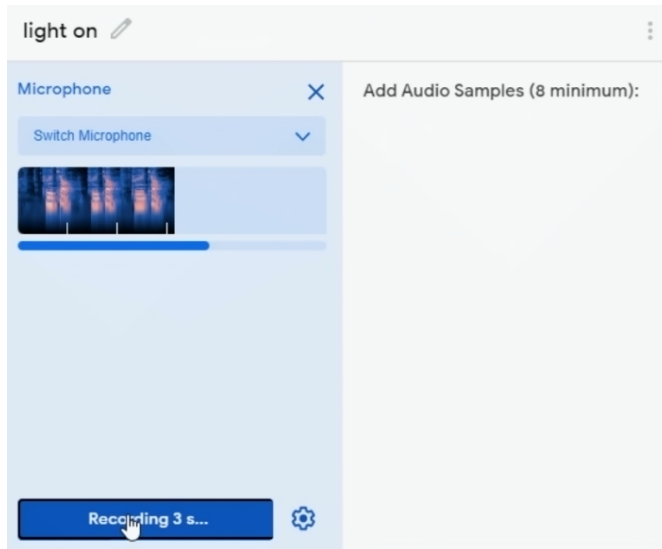 light on
Microphone
Add Audio Samples (8 minimum):
Switch Microphone
Recording 3 s...